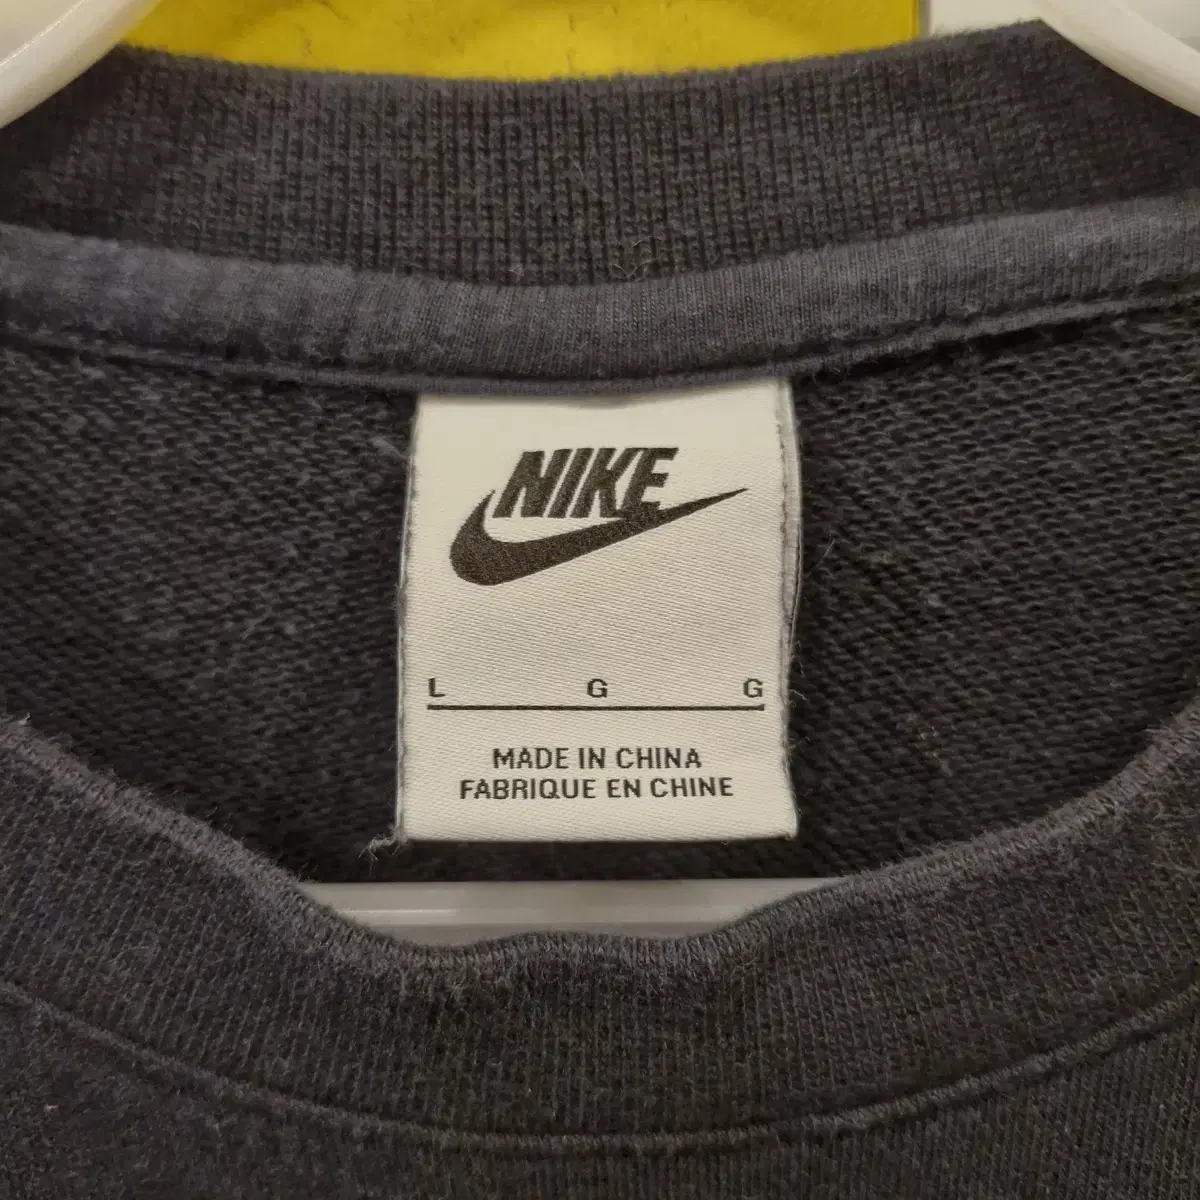 NIKE
L G G
MADE IN CHINA
FABRIQUE EN CHINE